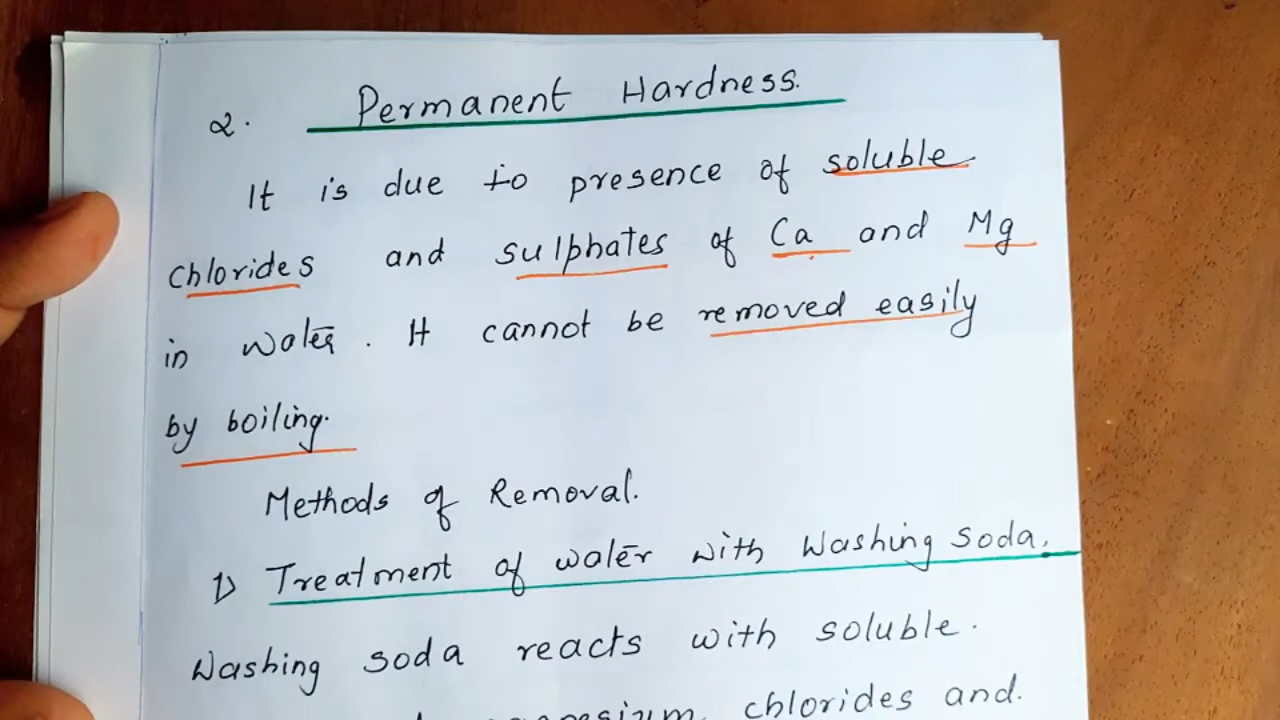 2. Permanent Hardness.
It is due to presence of soluble
chlorides and sulphates of Ca and Mg
in water. It cannot be removed easily
by boiling.
Methods of Removal.
1) Treatment of water with Washing Soda.
Washing soda reacts with soluble.
chlorides and.